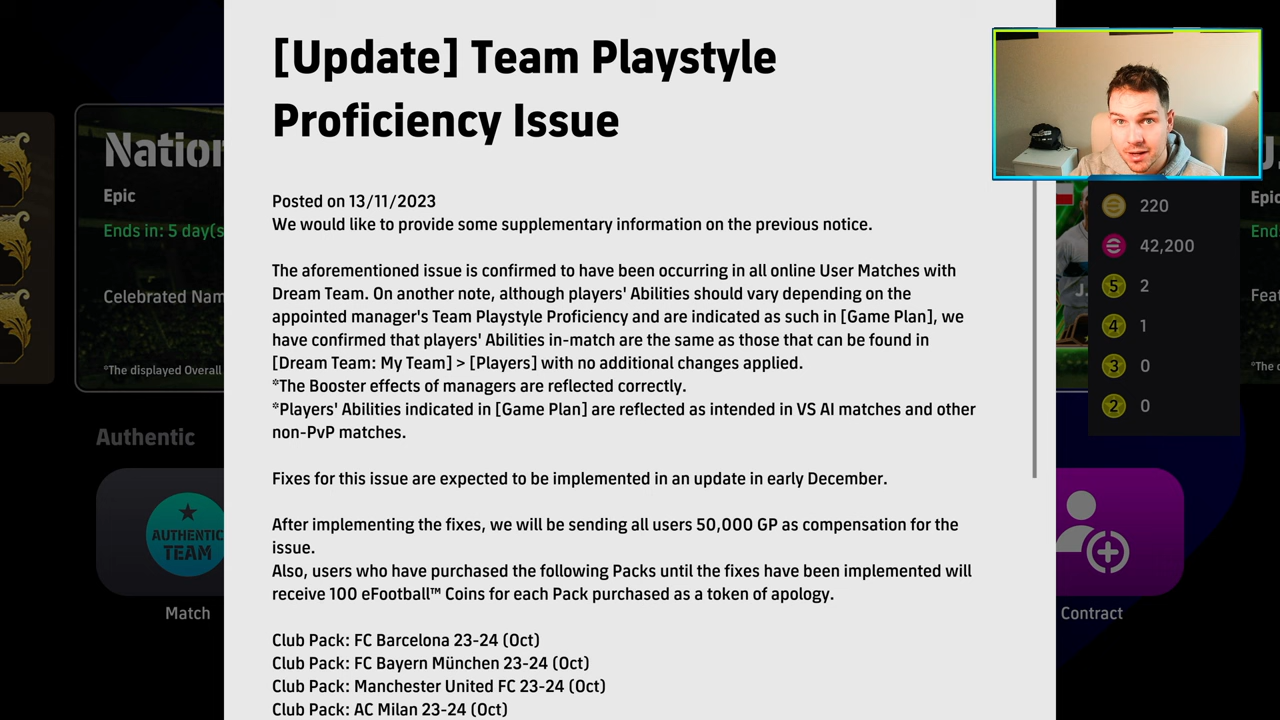 [Update] Team Playstyle
Proficiency Issue
Posted on 13/11/2023
We would like to provide some supplementary information on the previous notice.
The aforementioned issue is confirmed to have been occurring in all online User Matches with
Dream Team. On another note, although players' Abilities should vary depending on the
appointed manager's Team Playstyle Proficiency and are indicated as such in [Game Plan], we
have confirmed that players' Abilities in-match are the same as those that can be found in
[Dream Team: My Team] > [Players] with no additional changes applied.
*The Booster effects of managers are reflected correctly.
*Players' Abilities indicated in [Game Plan] are reflected as intended in VS AI matches and other
non-PvP matches.
Fixes for this issue are expected to be implemented in an update in early December.
After implementing the fixes, we will be sending all users 50,000 GP as compensation for the
issue.
Also, users who have purchased the following Packs until the fixes have been implemented will
receive 100 eFootball™ Coins for each Pack purchased as a token of apology.
Club Pack: FC Barcelona 23-24 (Oct)
Club Pack: FC Bayern München 23-24 (Oct)
Club Pack: Manchester United FC 23-24 (Oct)
Club Pack: AC Milan 23-24 (Oct)
Nation
Epic
Ends in: 5 day(s
Celebrated Nam
*The displayed Overall
Authentic
AUTHENTIC
TEAM
Match
220
42,200
5 2
4 1
3 0
2 0
J.
J.
Epic
End
Feat
*The d
Contract